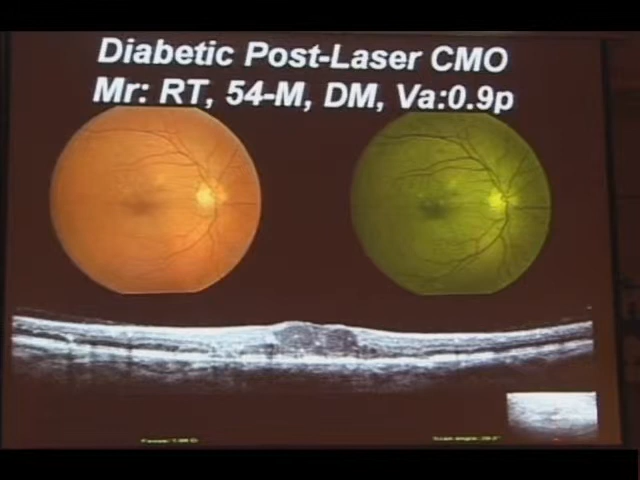 Diabetic Post-Laser CMO
Mr: RT, 54-M, DM, Va:0.9p